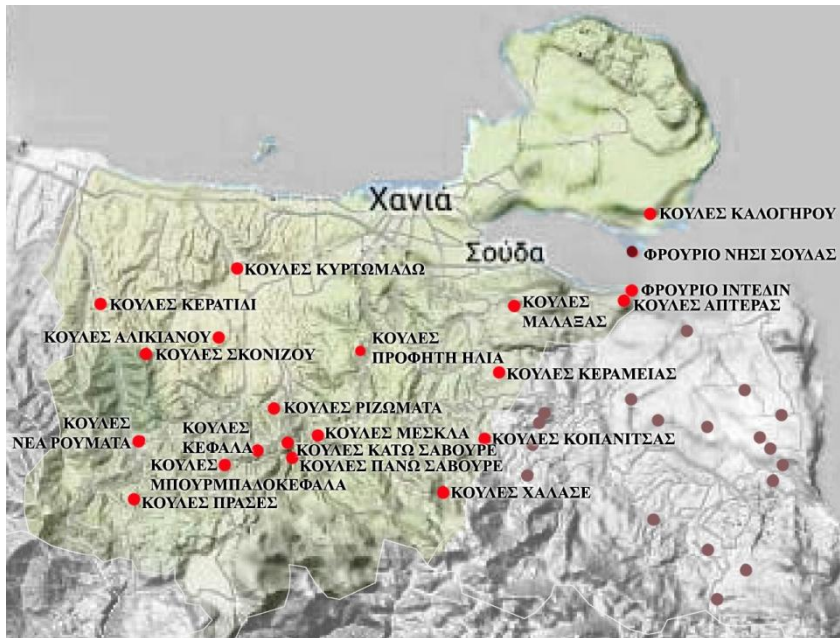 Χανιά
ΚΟΥΛΕΣ ΚΑΛΟΓΗΡΟΥ
Σούδα
ΦΡΟΥΡΙΟ ΝΗΣΙ ΣΟΥΔΑΣ
ΚΟΥΛΕΣ ΚΥΡΤΩΜΑΔΩ
ΦΡΟΥΡΙΟ ΙΝΤΕΔΙΝ
ΚΟΥΛΕΣ ΚΕΡΑΤΙΔΙ
ΚΟΥΛΕΣ
ΜΑΛΑΞΑΣ
ΚΟΥΛΕΣ ΑΠΤΕΡΑΣ
ΚΟΥΛΕΣ ΑΛΙΚΙΑΝΟΥ
ΚΟΥΛΕΣ ΣΚΟΝΙΖΟΥ
ΚΟΥΛΕΣ
ΠΡΟΦΗΤΗ ΗΛΙΑ
ΚΟΥΛΕΣ ΚΕΡΑΜΕΙΑΣ
ΚΟΥΛΕΣ ΡΙΖΩΜΑΤΑ
ΚΟΥΛΕΣ
ΝΕΑ ΡΟΥΜΑΤΑ
ΚΟΥΛΕΣ
ΚΕΦΑΛΑ
ΚΟΥΛΕΣ ΜΕΣΚΛΑ
ΚΟΥΛΕΣ ΚΟΠΑΝΙΤΣΑΣ
ΚΟΥΛΕΣ ΚΑΤΩ ΣΑΒΟΥΡΕ
ΚΟΥΛΕΣ ΠΑΝΩ ΣΑΒΟΥΡΕ
ΚΟΥΛΕΣ
ΜΠΟΥΡΜΠΑΔΟΚΕΦΑΛΑ
ΚΟΥΛΕΣ ΠΡΑΣΕΣ
ΚΟΥΛΕΣ ΧΑΛΑΣΕ